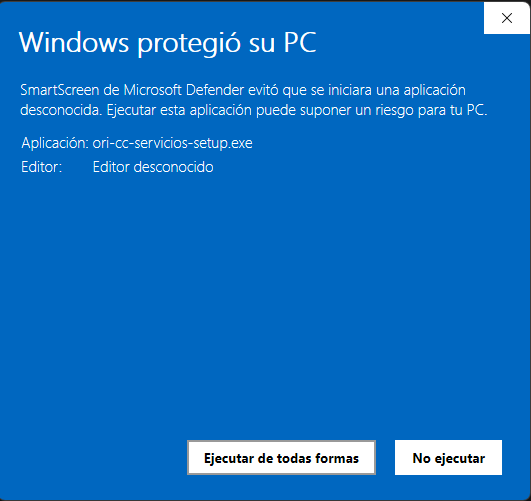 Windows protegió su PC
SmartScreen de Microsoft Defender evitó que se iniciara una aplicación
desconocida. Ejecutar esta aplicación puede suponer un riesgo para tu PC.
Aplicación: ori-cc-servicios-setup.exe
Editor: Editor desconocido
Ejecutar de todas formas
No ejecutar